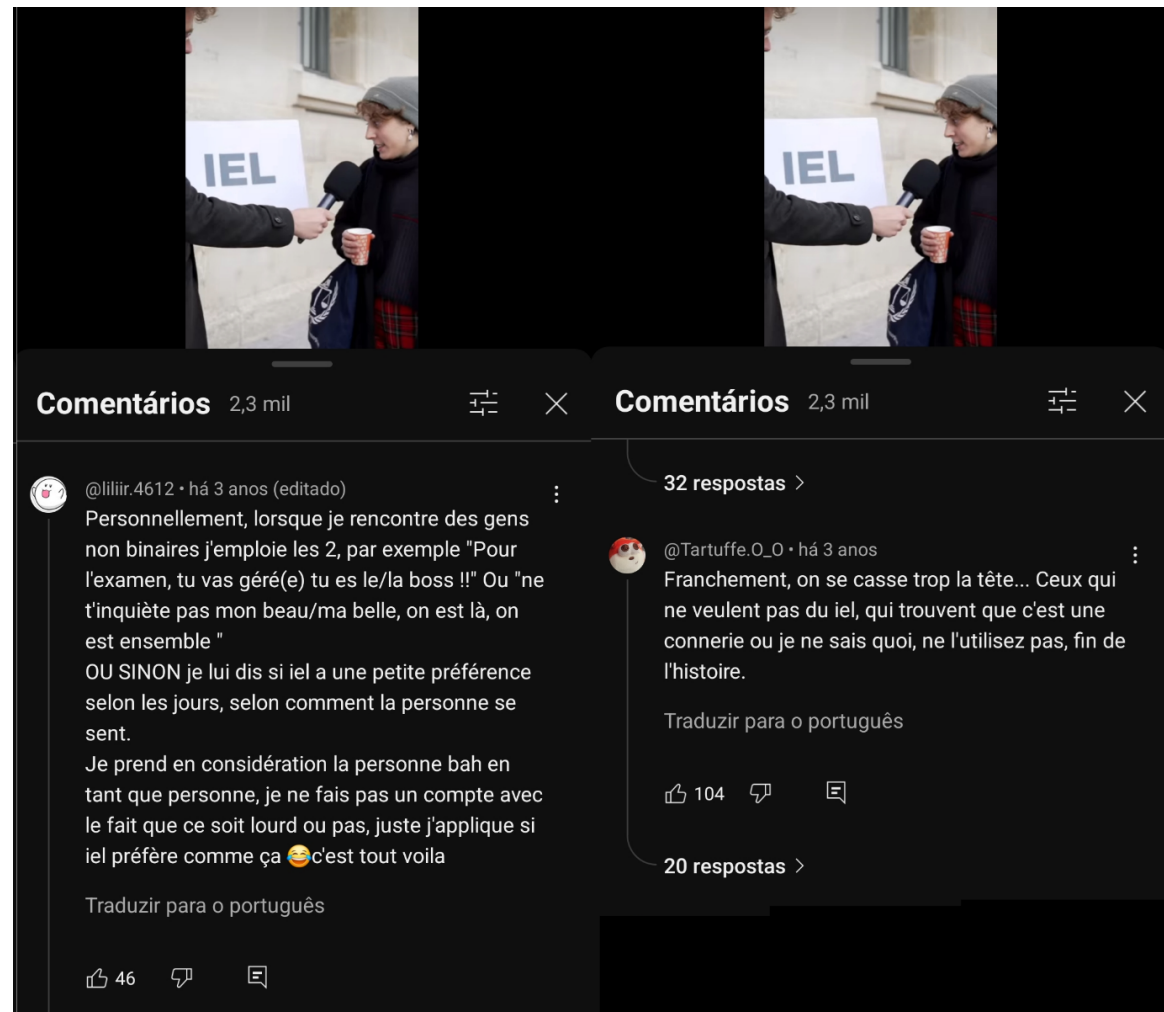 IEL
Comentários 2,3 mil
@liliir.4612 • há 3 anos (editado)
Personnellement, lorsque je rencontre des gens
non binaires j'emploie les 2, par exemple "Pour
l'examen, tu vas géré(e) tu es le/la boss !!" Ou "ne
t'inquiète pas mon beau/ma belle, on est là, on
est ensemble "
OU SINON je lui dis si iel a une petite préférence
selon les jours, selon comment la personne se
sent.
Je prend en considération la personne bah en
tant que personne, je ne fais pas un compte avec
le fait que ce soit lourd ou pas, juste j'applique si
iel préfère comme ça 😂c'est tout voila
Traduzir para o português
46
IEL
Comentários 2,3 mil
32 respostas >
@Tartuffe.O_O • há 3 anos
Franchement, on se casse trop la tête... Ceux qui
ne veulent pas du iel, qui trouvent que c'est une
connerie ou je ne sais quoi, ne l'utilisez pas, fin de
l'histoire.
Traduzir para o português
104
20 respostas >